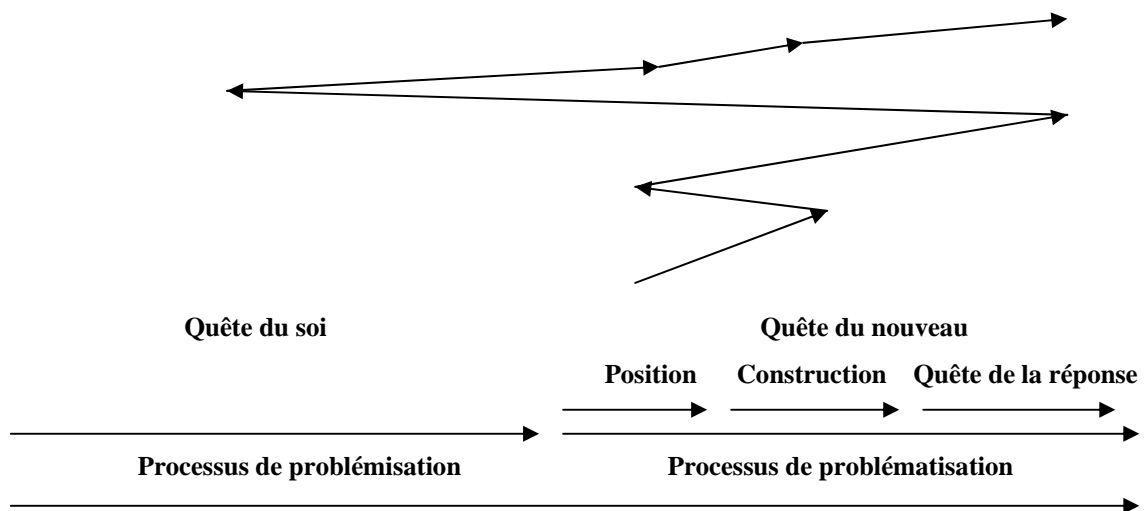 Quête du soi Quête du nouveau
Position Construction Quête de la réponse
Processus de problémisation Processus de problématisation